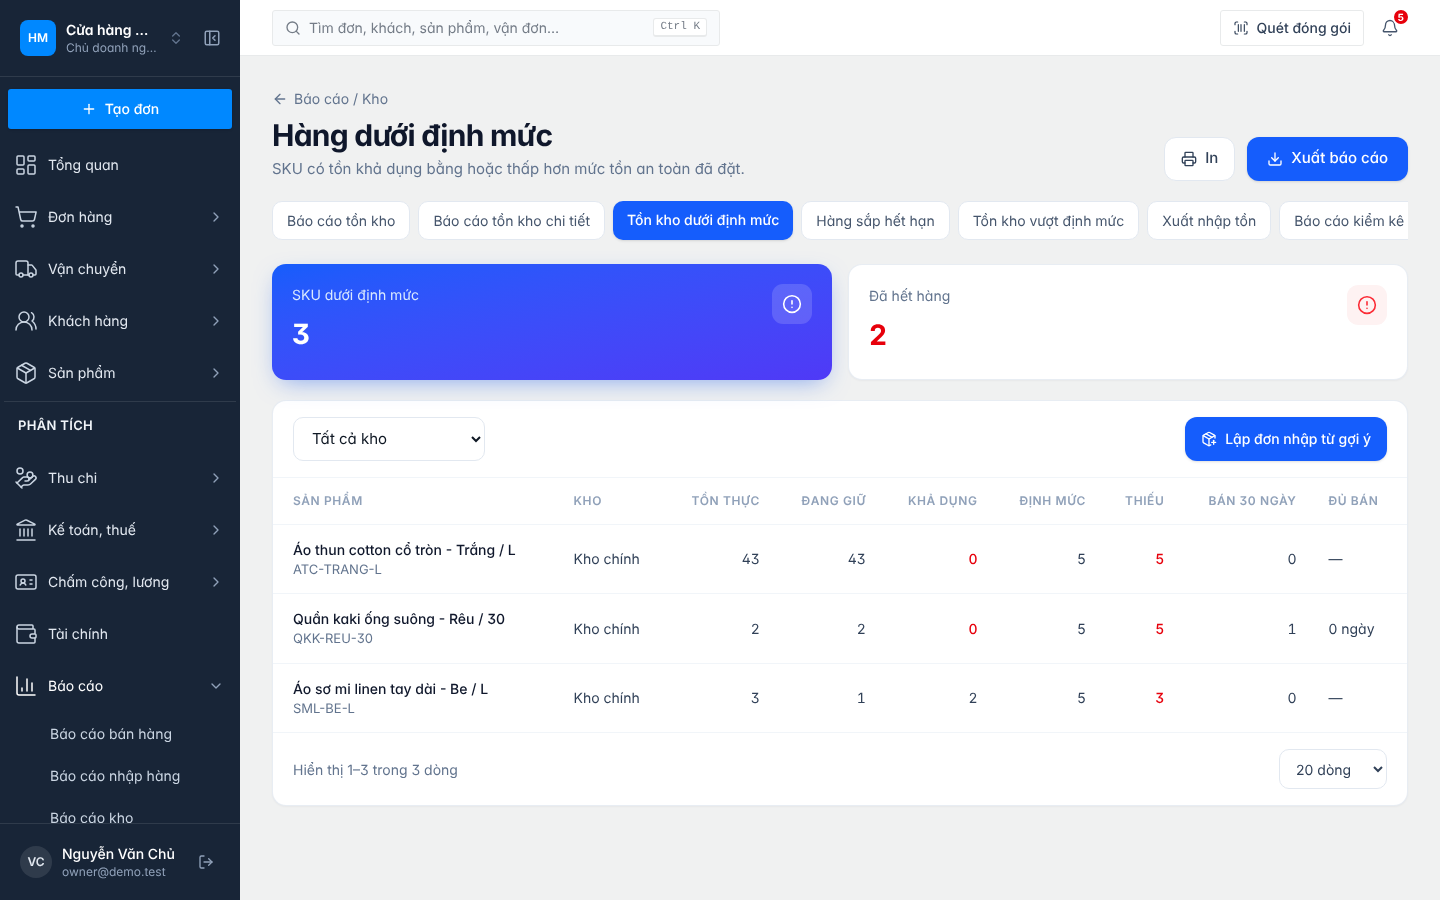 HM
Cửa hàng ...
Chủ doanh ng...
Tìm đơn, khách, sản phẩm, vận đơn...
Ctrl K
Quét đóng gói
5
Tạo đơn
Tổng quan
Đơn hàng
Vận chuyển
Khách hàng
Sản phẩm
PHÂN TÍCH
Thu chi
Kế toán, thuế
Chấm công, lương
Tài chính
Báo cáo
Báo cáo bán hàng
Báo cáo nhập hàng
Báo cáo kho
VC
Nguyễn Văn Chủ
owner@demo.test
Báo cáo / Kho
Hàng dưới định mức
SKU có tồn khả dụng bằng hoặc thấp hơn mức tồn an toàn đã đặt.
In
Xuất báo cáo
Báo cáo tồn kho
Báo cáo tồn kho chi tiết
Tồn kho dưới định mức
Hàng sắp hết hạn
Tồn kho vượt định mức
Xuất nhập tồn
Báo cáo kiểm kê
SKU dưới định mức
3
Đã hết hàng
2
Tất cả kho
Lập đơn nhập từ gợi ý
SẢN PHẨM KHO TỒN THỰC ĐANG GIỮ KHẢ DỤNG ĐỊNH MỨC THIẾU BÁN 30 NGÀY ĐỦ BÁN
Áo thun cotton cổ tròn - Trắng / L
ATC-TRANG-L
Kho chính 43 43 0 5 5 0 —
Quần kaki ống suông - Rêu / 30
QKK-REU-30
Kho chính 2 2 0 5 5 1 0 ngày
Áo sơ mi linen tay dài - Be / L
SML-BE-L
Kho chính 3 1 2 5 3 0 —
Hiển thị 1–3 trong 3 dòng
20 dòng